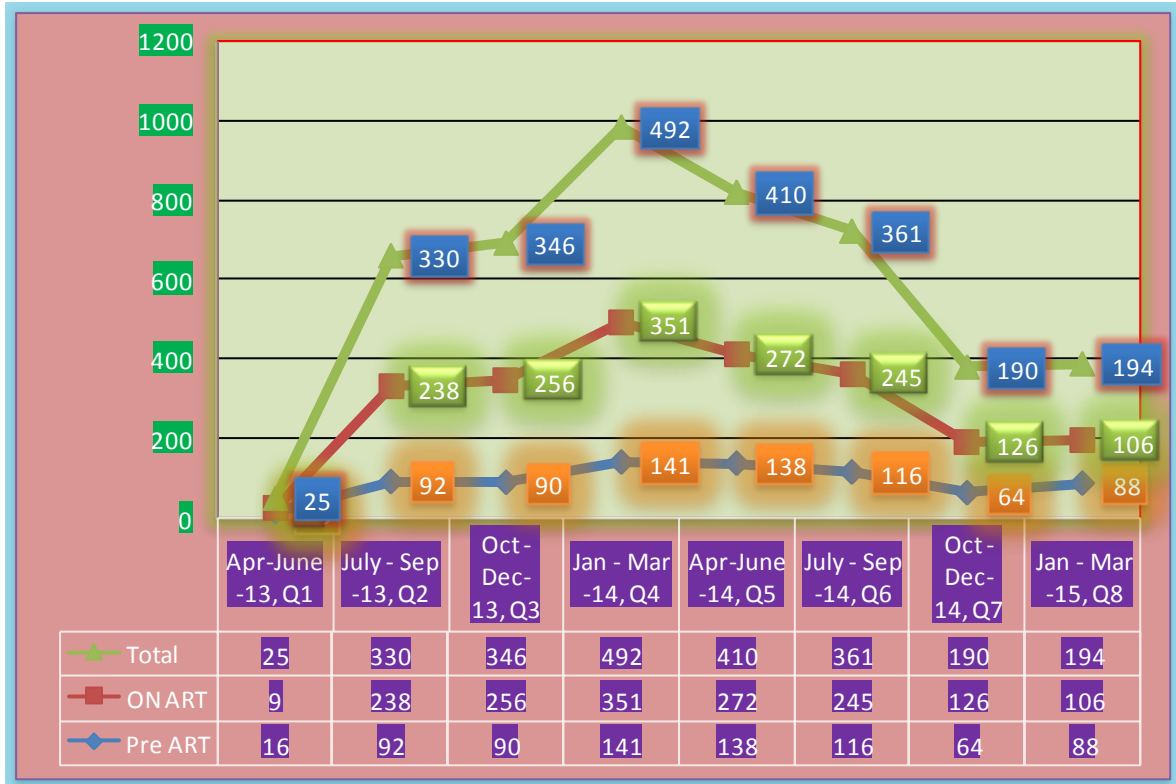 1200
1000
800
600
400
200
0
492
410
361
330
346
190
194
351
272
245
238
256
126
106
141
138
116
92
90
64
88
25
Apr-June -13, Q1
July - Sep -13, Q2
Oct - Dec- 13, Q3
Jan - Mar -14, Q4
Apr-June -14, Q5
July - Sep -14, Q6
Oct - Dec- 14, Q7
Jan - Mar -15, Q8
Total 25 330 346 492 410 361 190 194
ON ART 9 238 256 351 272 245 126 106
Pre ART 16 92 90 141 138 116 64 88